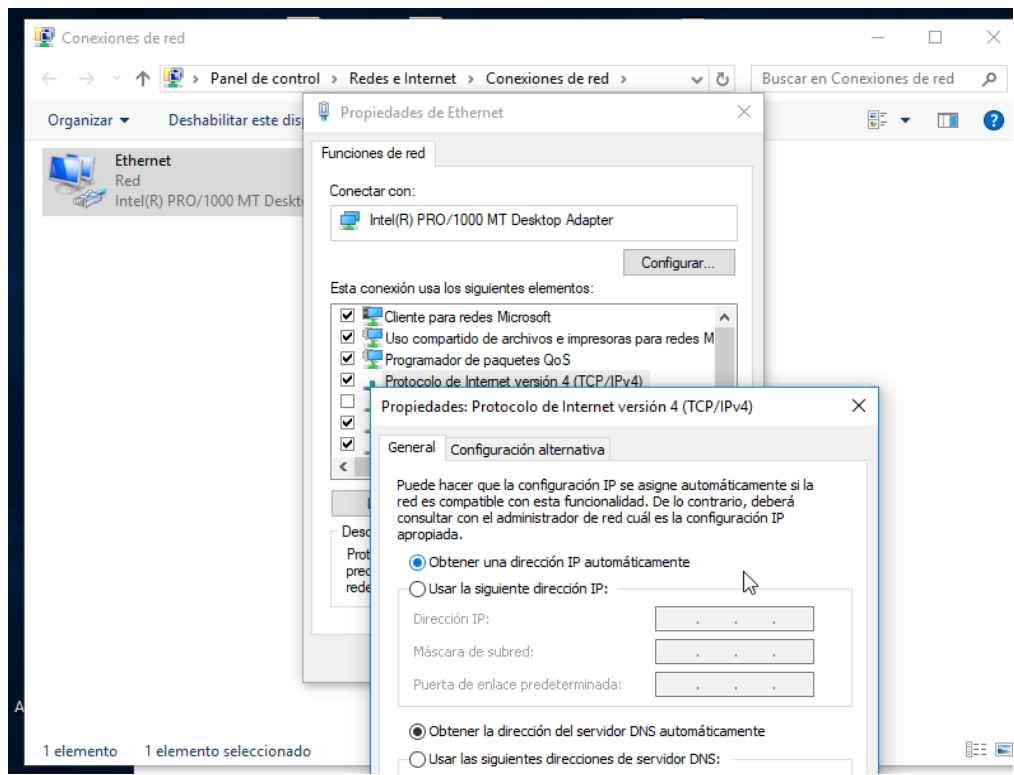 Conexiones de red
Panel de control > Redes e Internet > Conexiones de red >
Buscar en Conexiones de red
Organizar
Deshabilitar este
Ethernet
Red
Intel(R) PRO/1000 MT
Propiedades de Ethernet
Funciones de red
Conectar con:
Intel(R) PRO/1000 MT Desktop Adapter
Configurar...
Esta conexión usa los siguientes elementos:
Cliente para redes Microsoft
Uso compartido de archivos e impresoras para redes M
Programador de paquetes QoS
Protocolo de Internet versión 4 (TCP/IPv4)
Propiedades: Protocolo de Internet versión 4 (TCP/IPv4)
General
Configuración alternativa
Puede hacer que la configuración IP se asigne automáticamente si la
red es compatible con esta funcionalidad. De lo contrario, deberá
consultar con el administrador de red cuál es la configuración IP
apropiada.
Obtener una dirección IP automáticamente
Usar la siguiente dirección IP:
Dirección IP:
Máscara de subred:
Puerta de enlace predeterminada:
Obtener la dirección del servidor DNS automáticamente
Usar las siguientes direcciones de servidor DNS:
1 elemento
1 elemento seleccionado